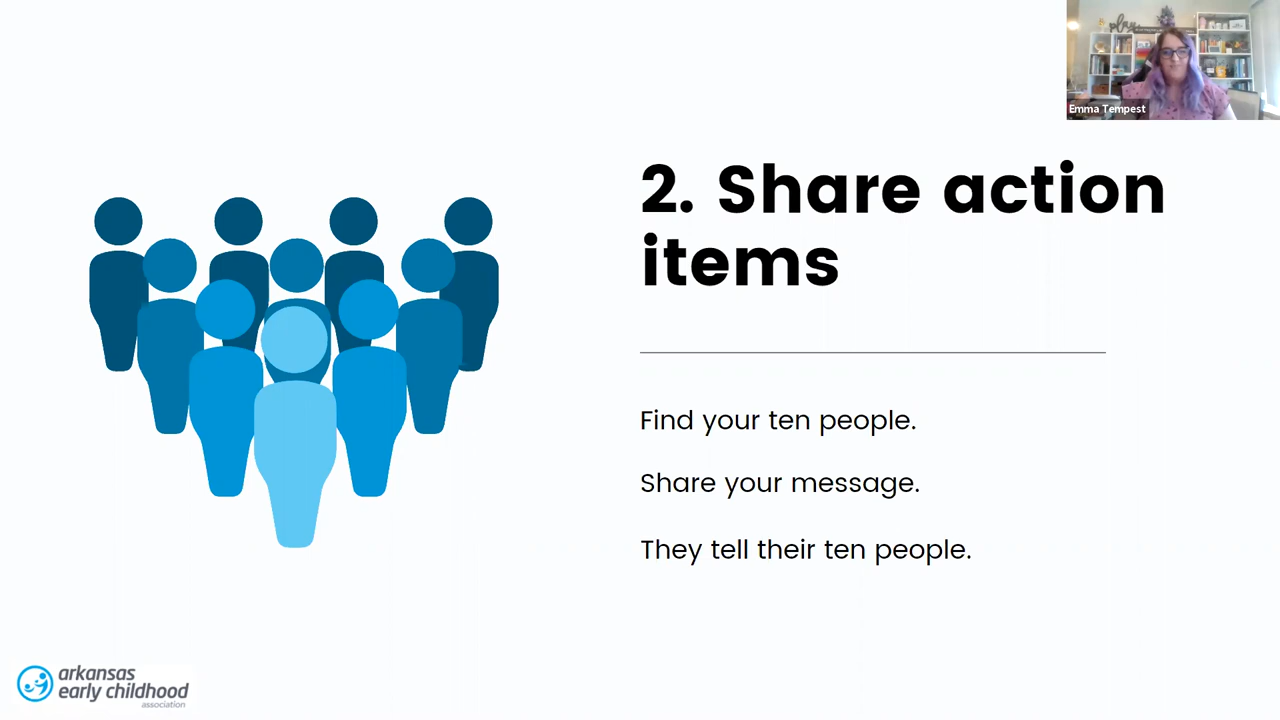 play
Emma Tempest
2. Share action
items
Find your ten people.
Share your message.
They tell their ten people.
arkansas
early childhood
association